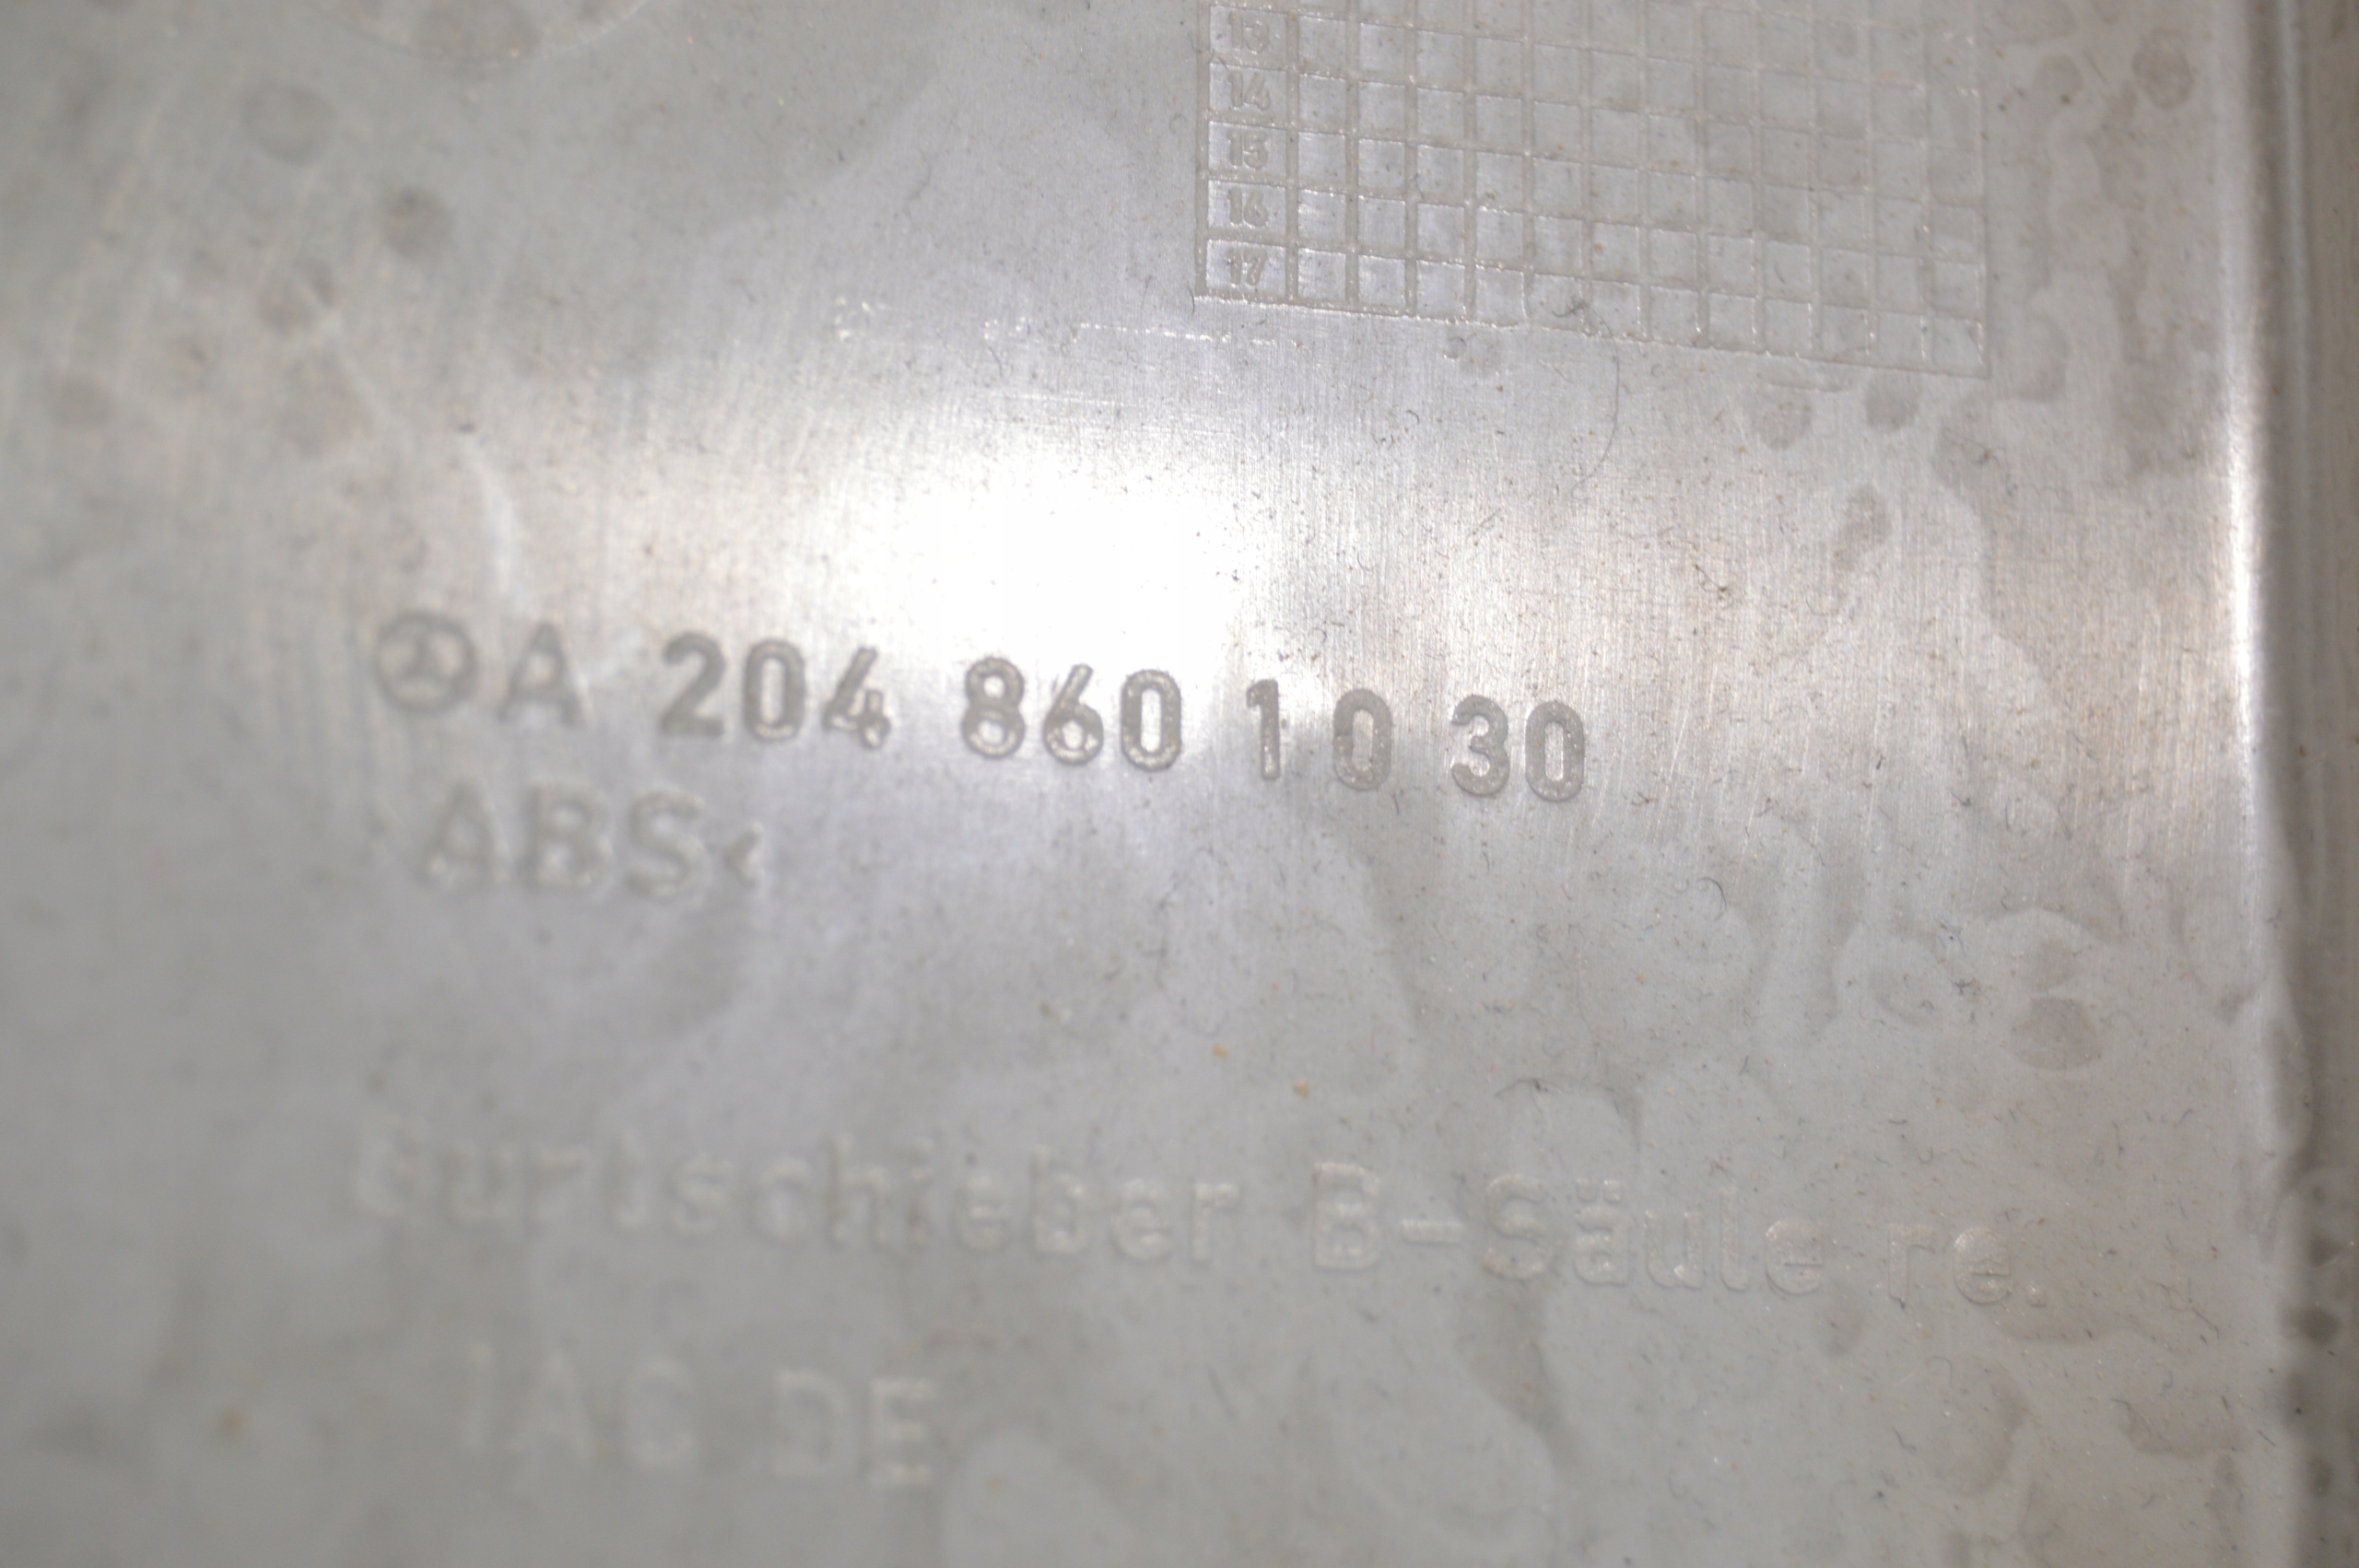 13
14
15
16
17
A 204 860 10 30
ABS<
Gurtschieber B-Säule re.
IAC DE